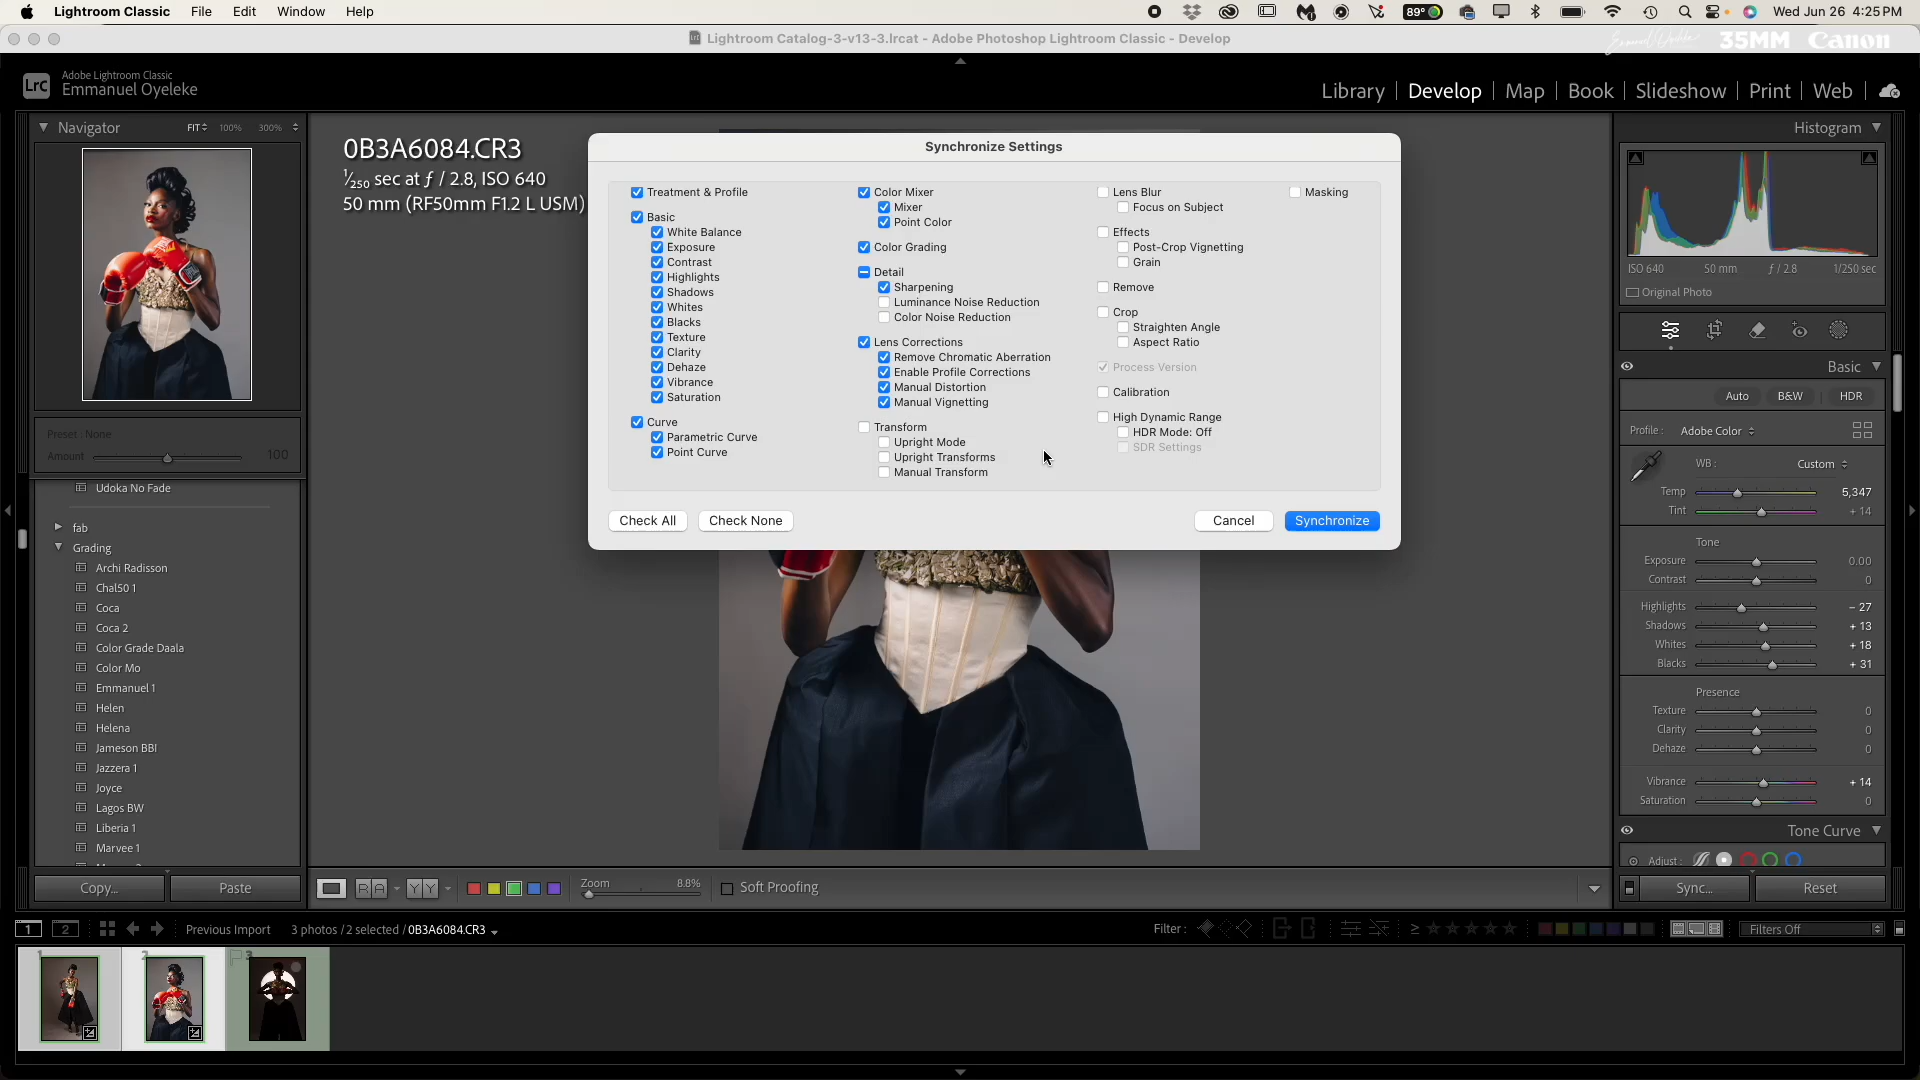 Lightroom Classic File Edit Window Help
89° Wed Jun 26 4:25 PM
Lightroom Catalog-3-v13-3.lrcat - Adobe Photoshop Lightroom Classic - Develop
35MM Canon
LrC
Adobe Lightroom Classic
Emmanuel Oyeleke
Library | Develop | Map | Book | Slideshow | Print | Web
Navigator FIT 100% 300%
Preset : None
Amount 100
Udoka No Fade
fab
Grading
Archi Radisson
Chal50 1
Coca
Coca 2
Color Grade Daala
Color Mo
Emmanuel 1
Helen
Helena
Jameson BBI
Jazzera 1
Joyce
Lagos BW
Liberia 1
Marvee 1
Copy... Paste
0B3A6084.CR3
1/250 sec at ƒ / 2.8, ISO 640
50 mm (RF50mm F1.2 L USM)
Synchronize Settings
Treatment & Profile
Basic
White Balance
Exposure
Contrast
Highlights
Shadows
Whites
Blacks
Texture
Clarity
Dehaze
Vibrance
Saturation
Curve
Parametric Curve
Point Curve
Color Mixer
Mixer
Point Color
Color Grading
Detail
Sharpening
Luminance Noise Reduction
Color Noise Reduction
Lens Corrections
Remove Chromatic Aberration
Enable Profile Corrections
Manual Distortion
Manual Vignetting
Transform
Upright Mode
Upright Transforms
Manual Transform
Lens Blur
Focus on Subject
Effects
Post-Crop Vignetting
Grain
Remove
Crop
Straighten Angle
Aspect Ratio
Process Version
Calibration
High Dynamic Range
HDR Mode: Off
SDR Settings
Masking
Check All Check None Cancel Synchronize
Histogram
ISO 640 50 mm ƒ / 2.8 1/250 sec
Original Photo
Basic
Auto B&W HDR
Profile : Adobe Color
WB : Custom
Temp 5,347
Tint + 14
Tone
Exposure 0.00
Contrast 0
Highlights – 27
Shadows + 13
Whites + 18
Blacks + 31
Presence
Texture 0
Clarity 0
Dehaze 0
Vibrance + 14
Saturation 0
Tone Curve
Adjust :
Sync... Reset
RA YY Zoom 8.8% Soft Proofing
1 2 Previous Import 3 photos / 2 selected / 0B3A6084.CR3 Filter : ≥ Filters Off
1 2 3